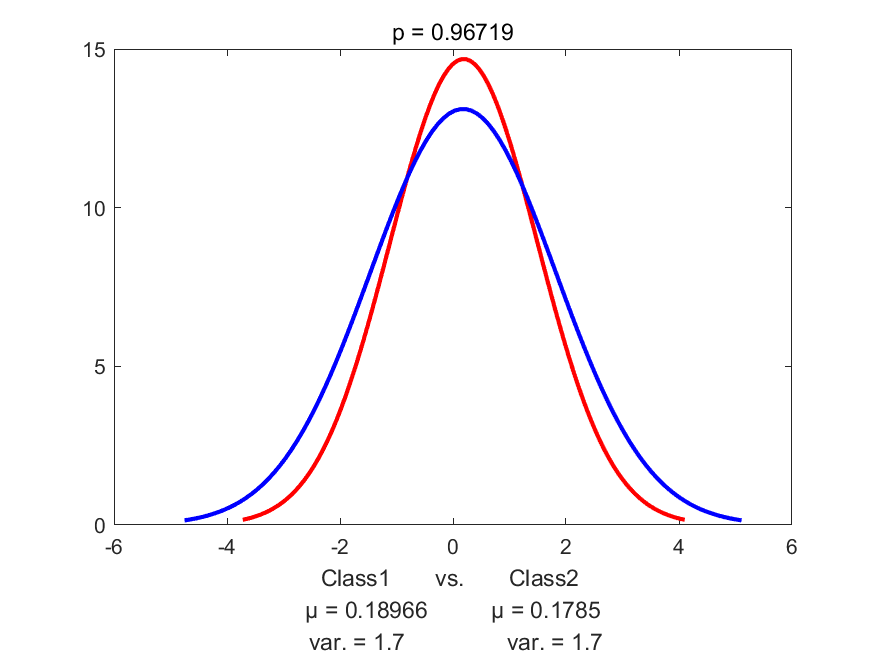 p = 0.96719
15
10
5
0
-6 -4 -2 0 2 4 6
Class1 vs. Class2
μ = 0.18966 μ = 0.1785
var. = 1.7 var. = 1.7